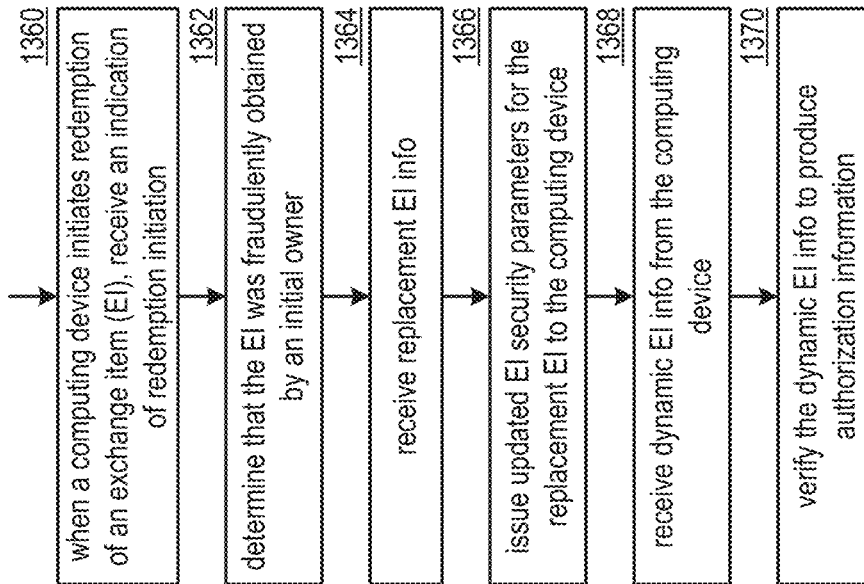 1360
when a computing device initiates redemption
of an exchange item (EI), receive an indication
of redemption initiation
1362
determine that the EI was fraudulently obtained
by an initial owner
1364
receive replacement EI info
1366
issue updated EI security parameters for the
replacement EI to the computing device
1368
receive dynamic EI info from the computing
device
1370
verify the dynamic EI info to produce
authorization information